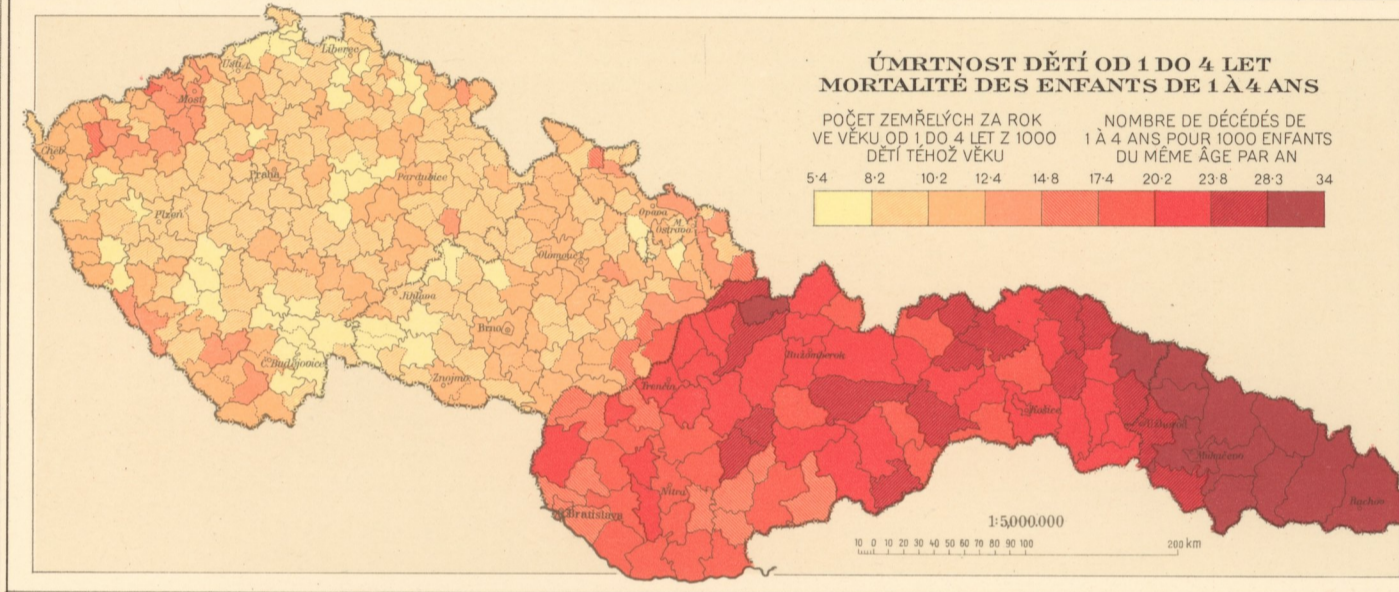 ÚMRTNOST DĚTÍ OD 1 DO 4 LET
MORTALITÉ DES ENFANTS DE 1 À 4 ANS
POČET ZEMŘELÝCH ZA ROK
VE VĚKU OD 1 DO 4 LET Z 1000
DĚTÍ TÉHOŽ VĚKU
NOMBRE DE DÉCÉDÉS DE
1 À 4 ANS POUR 1000 ENFANTS
DU MÊME ÂGE PAR AN
5·4 8·2 10·2 12·4 14·8 17·4 20·2 23·8 28·3 34
Liberec
Ústí
Most
Cheb
Praha
Pardubice
Plzeň
Opava
M.
Ostrava
Olomouc
Jihlava
Brno
Č. Budějovice
Znojmo
Ružomberok
Trenčín
Košice
Užhorod
Mukačevo
Nitra
Bratislava
1:5,000.000
10 0 10 20 30 40 50 60 70 80 90 100 200 km